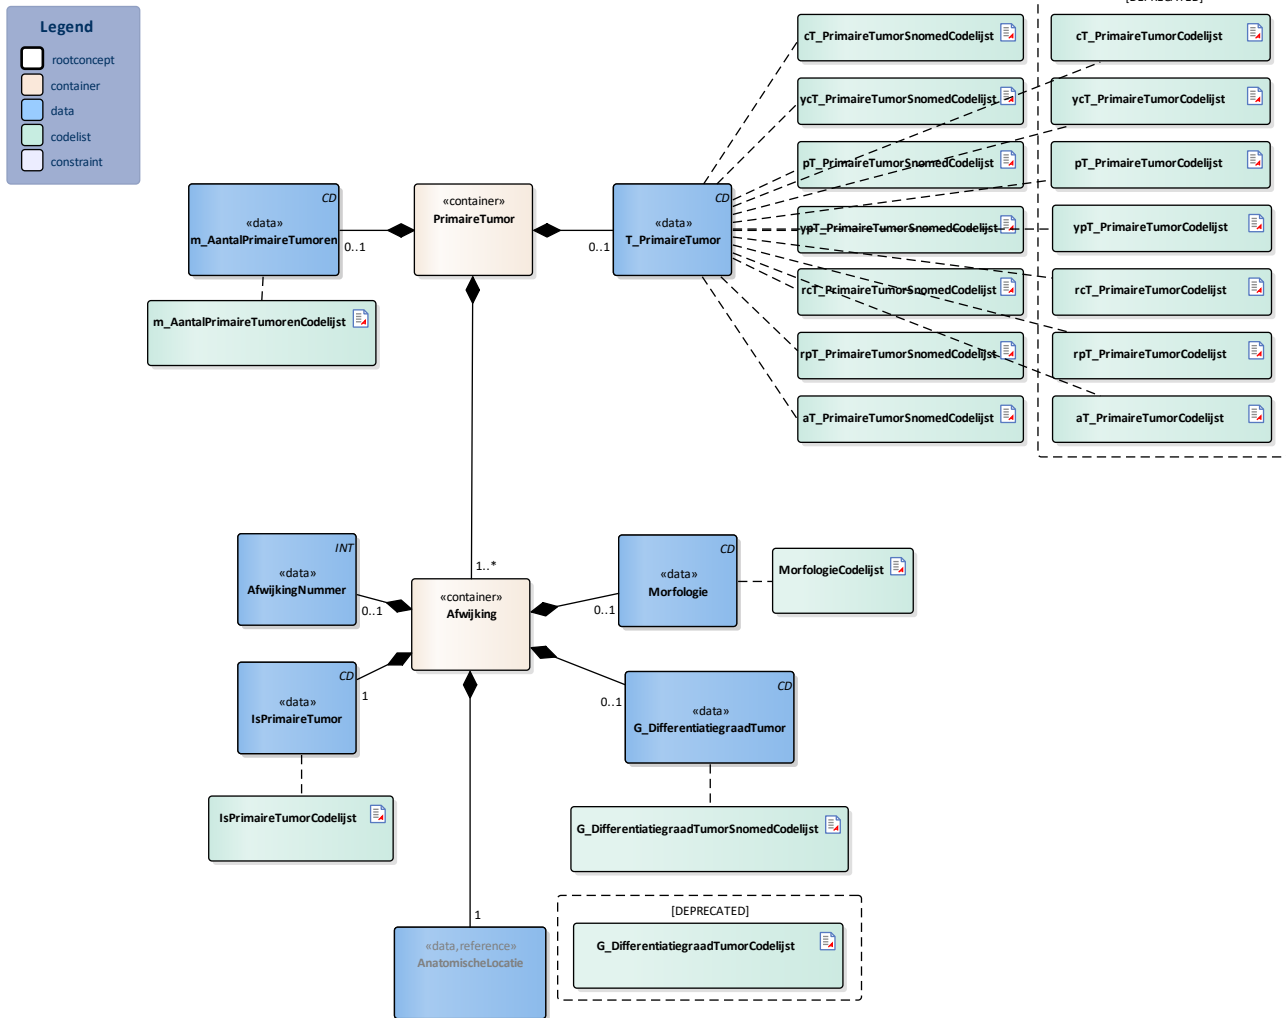 [DEPRECATED]
Legend
rootconcept
container
data
codelist
constraint
cT_PrimaireTumorSnomedCodelijst
cT_PrimaireTumorCodelijst
ycT_PrimaireTumorSnomedCodelijst
ycT_PrimaireTumorCodelijst
pT_PrimaireTumorSnomedCodelijst
pT_PrimaireTumorCodelijst
ypT_PrimaireTumorSnomedCodelijst
ypT_PrimaireTumorCodelijst
rcT_PrimaireTumorSnomedCodelijst
rcT_PrimaireTumorCodelijst
rpT_PrimaireTumorSnomedCodelijst
rpT_PrimaireTumorCodelijst
aT_PrimaireTumorSnomedCodelijst
aT_PrimaireTumorCodelijst
CD
«data»
m_AantalPrimaireTumoren
0..1
«container»
PrimaireTumor
0..1
CD
«data»
T_PrimaireTumor
m_AantalPrimaireTumorenCodelijst
1..*
INT
«data»
AfwijkingNummer
0..1
«container»
Afwijking
CD
«data»
Morfologie
0..1
MorfologieCodelijst
CD
«data»
IsPrimaireTumor
1
CD
«data»
G_DifferentiatiegraadTumor
0..1
IsPrimaireTumorCodelijst
G_DifferentiatiegraadTumorSnomedCodelijst
1
«data,reference»
AnatomischeLocatie
[DEPRECATED]
G_DifferentiatiegraadTumorCodelijst